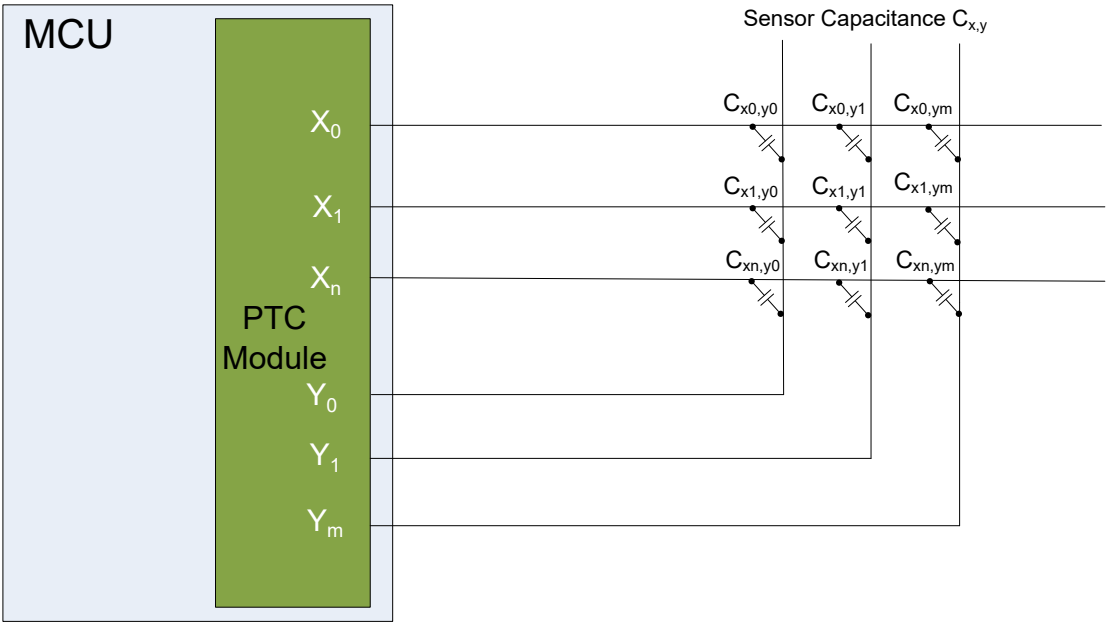 MCU
Sensor Capacitance Cx,y
Cx0,y0 Cx0,y1 Cx0,ym
X0
Cx1,y0 Cx1,y1 Cx1,ym
X1
Cxn,y0 Cxn,y1 Cxn,ym
Xn
PTC
Module
Y0
Y1
Ym